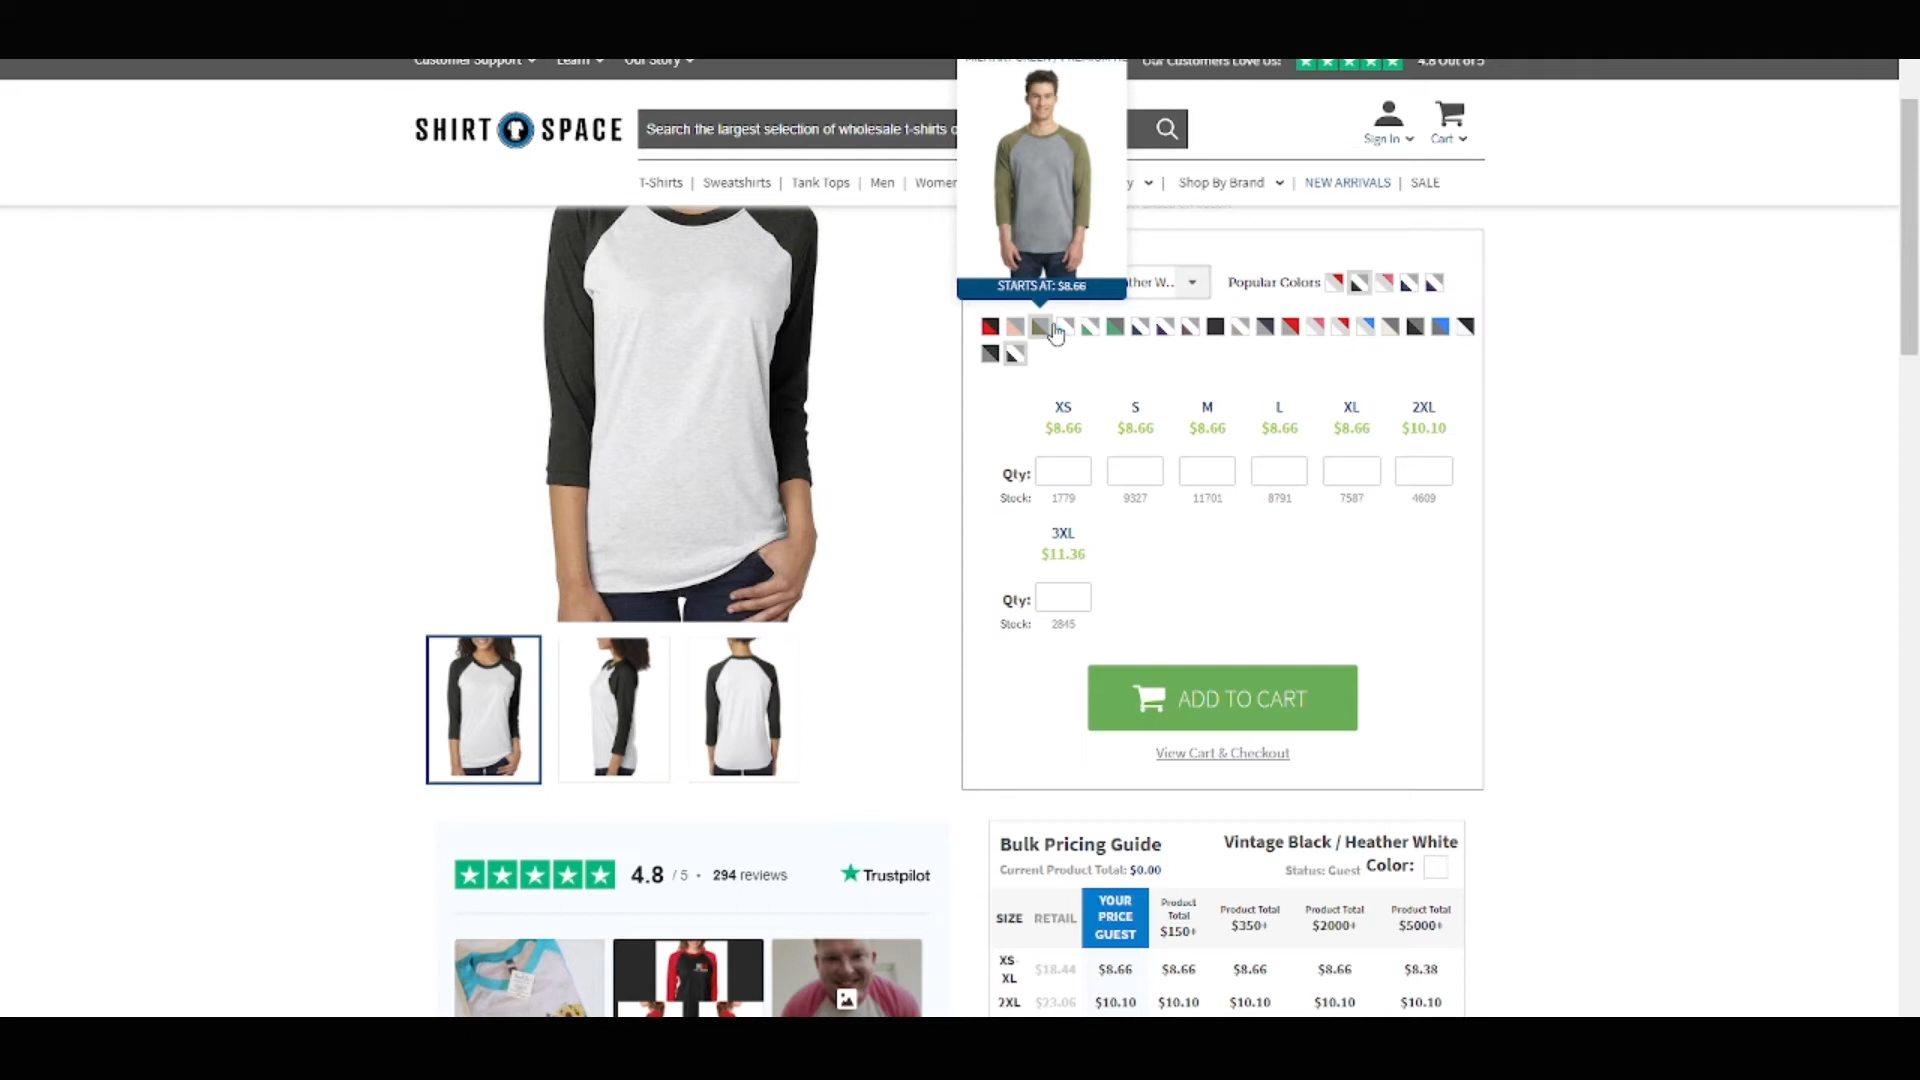 Customer Support Learn Our Story
Our Customers Love Us! 4.8 Out of 5
SHIRT SPACE
Search the largest selection of wholesale t-shirts
Sign In Cart
T-Shirts | Sweatshirts | Tank Tops | Men | Women
Shop By Brand | NEW ARRIVALS | SALE
STARTS AT: $8.66
Popular Colors
XS S M L XL 2XL
$8.66 $8.66 $8.66 $8.66 $8.66 $10.10
Qty:
Stock: 1779 9327 11701 8791 7587 4609
3XL
$11.36
Qty:
Stock: 2845
ADD TO CART
View Cart & Checkout
4.8 / 5 • 294 reviews Trustpilot
Bulk Pricing Guide Vintage Black / Heather White
Current Product Total: $0.00 Status: Guest Color:
SIZE RETAIL YOUR PRICE GUEST Product Total $150+ Product Total $350+ Product Total $2000+ Product Total $5000+
XS-XL $18.44 $8.66 $8.66 $8.66 $8.66 $8.38
2XL $23.06 $10.10 $10.10 $10.10 $10.10 $10.10